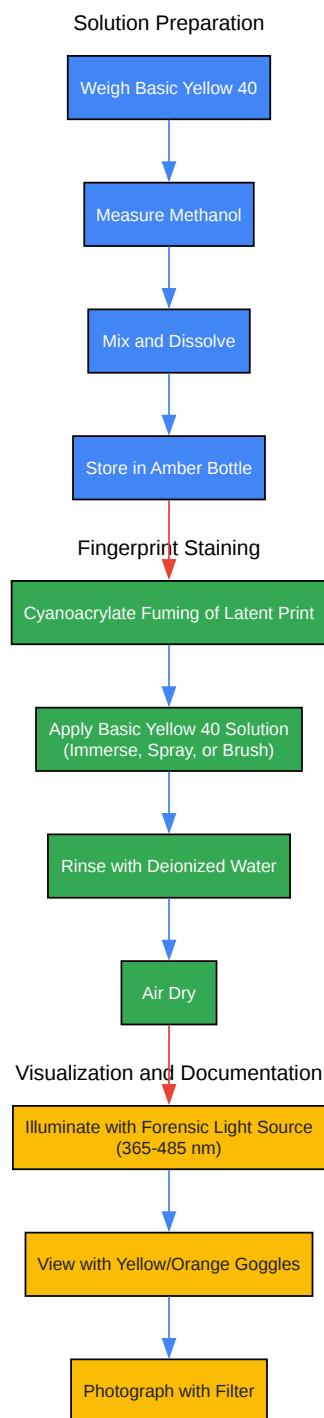 Solution Preparation
Weigh Basic Yellow 40
Measure Methanol
Mix and Dissolve
Store in Amber Bottle
Fingerprint Staining
Cyanoacrylate Fuming of Latent Print
Apply Basic Yellow 40 Solution
(Immerse, Spray, or Brush)
Rinse with Deionized Water
Air Dry
Visualization and Documentation
Illuminate with Forensic Light Source
(365-485 nm)
View with Yellow/Orange Goggles
Photograph with Filter